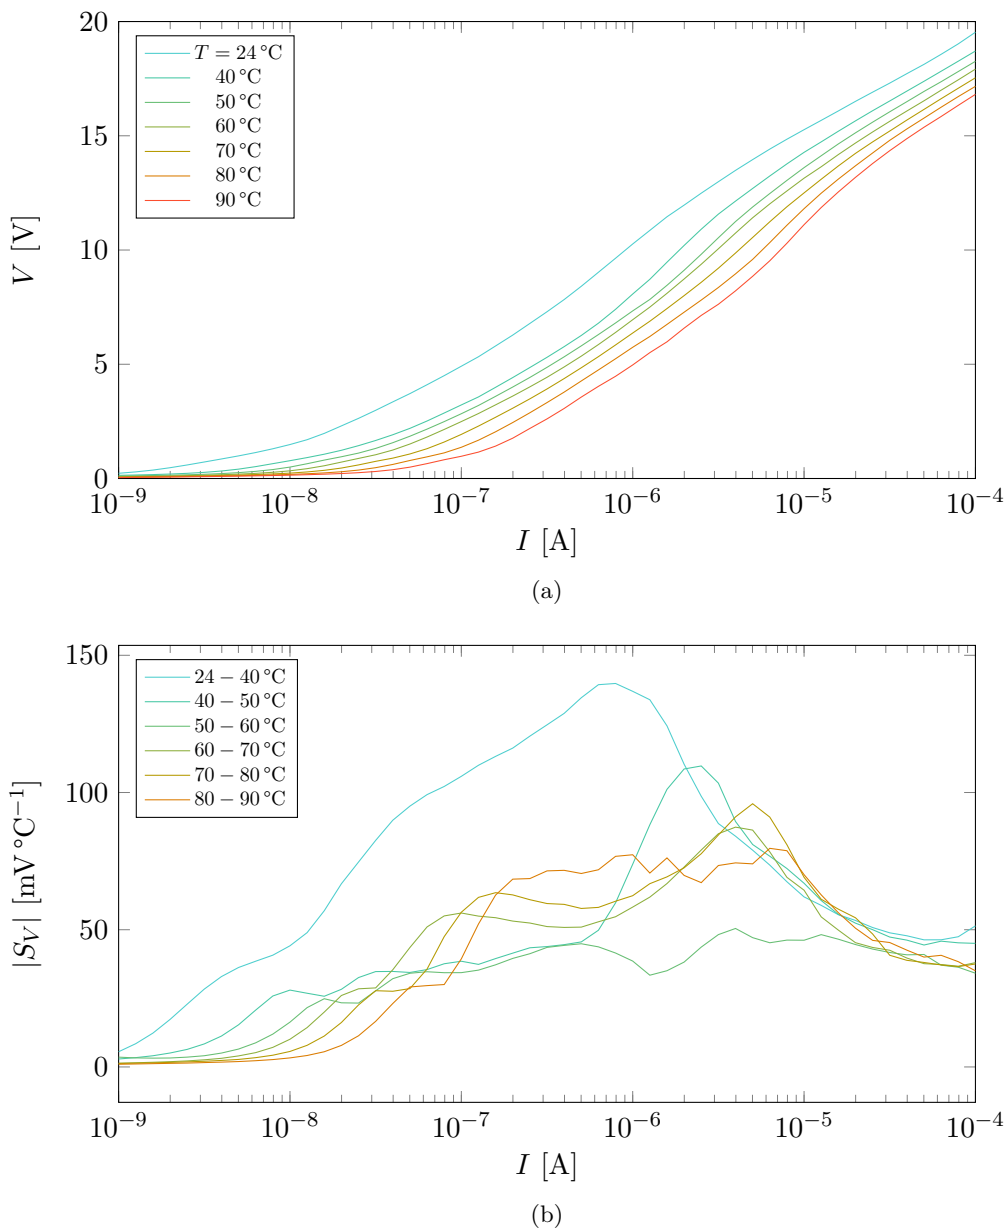 20
15
10
5
0
V [V]
T = 24 °C
40 °C
50 °C
60 °C
70 °C
80 °C
90 °C
10⁻⁹ 10⁻⁸ 10⁻⁷ 10⁻⁶ 10⁻⁵ 10⁻⁴
I [A]
(a)
150
100
50
0
|S_V| [mV °C⁻¹]
24 − 40 °C
40 − 50 °C
50 − 60 °C
60 − 70 °C
70 − 80 °C
80 − 90 °C
10⁻⁹ 10⁻⁸ 10⁻⁷ 10⁻⁶ 10⁻⁵ 10⁻⁴
I [A]
(b)